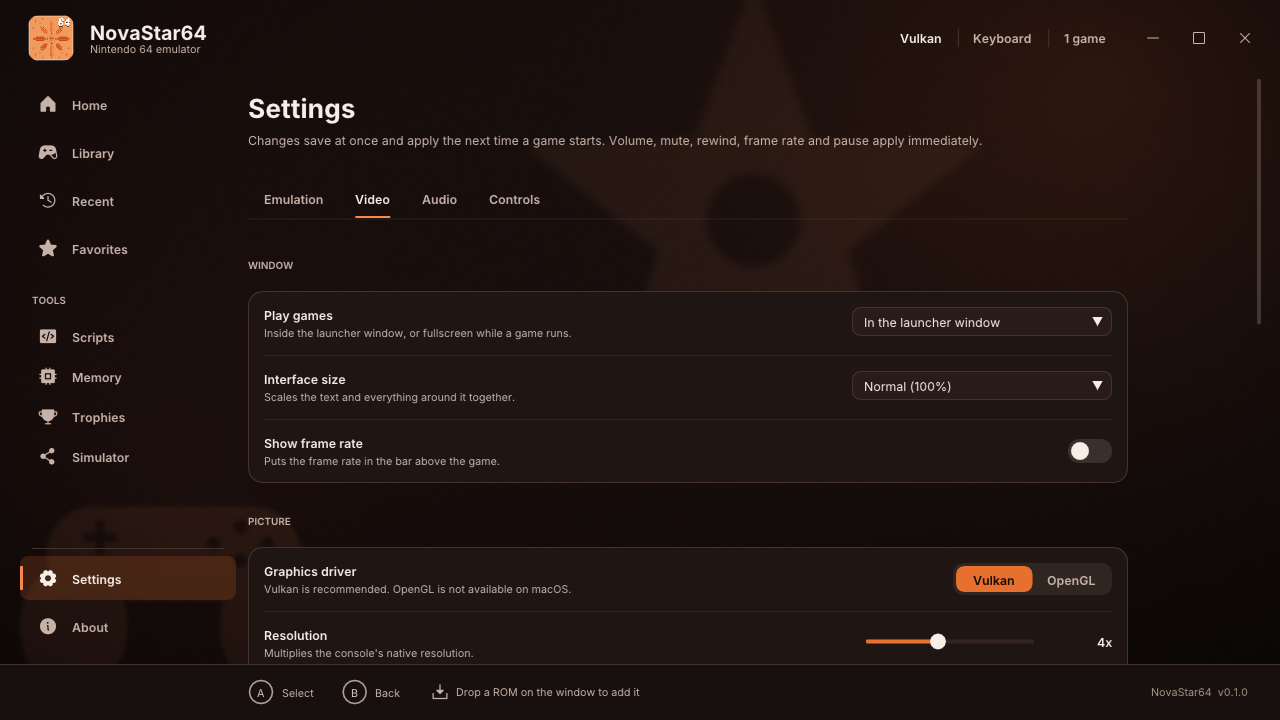 64
NovaStar64
Nintendo 64 emulator
Vulkan
Keyboard
1 game
Home
Library
Recent
Favorites
TOOLS
Scripts
Memory
Trophies
Simulator
Settings
About
Settings
Changes save at once and apply the next time a game starts. Volume, mute, rewind, frame rate and pause apply immediately.
Emulation
Video
Audio
Controls
WINDOW
Play games
Inside the launcher window, or fullscreen while a game runs.
In the launcher window
Interface size
Scales the text and everything around it together.
Normal (100%)
Show frame rate
Puts the frame rate in the bar above the game.
PICTURE
Graphics driver
Vulkan is recommended. OpenGL is not available on macOS.
Vulkan
OpenGL
Resolution
Multiplies the console's native resolution.
4x
A
Select
B
Back
Drop a ROM on the window to add it
NovaStar64 v0.1.0